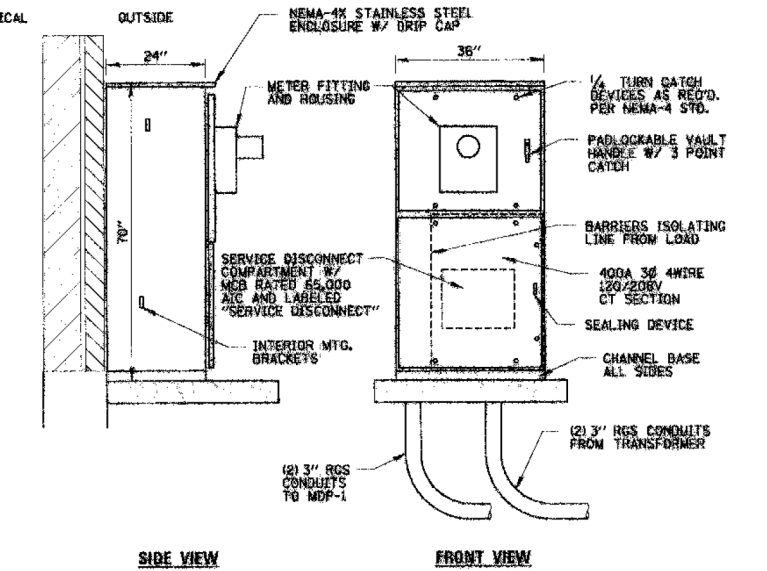 ICAL
OUTSIDE
NEMA-4X STAINLESS STEEL
ENCLOSURE W/ DRIP CAP
24"
36"
METER FITTING
AND HOUSING
1/4 TURN CATCH
DEVICES AS REQ'D.
PER NEMA-4 STD.
PADLOCKABLE VAULT
HANDLE W/ 3 POINT
CATCH
70"
BARRIERS ISOLATING
LINE FROM LOAD
SERVICE DISCONNECT
COMPARTMENT W/
MCB RATED 65,000
AIC AND LABELED
"SERVICE DISCONNECT"
400A 3Ø 4WIRE
120/208V
CT SECTION
SEALING DEVICE
INTERIOR MTG.
BRACKETS
CHANNEL BASE
ALL SIDES
(2) 3" RGS CONDUITS
FROM TRANSFORMER
(2) 3" RGS
CONDUITS
TO MDP-1
SIDE VIEW
FRONT VIEW